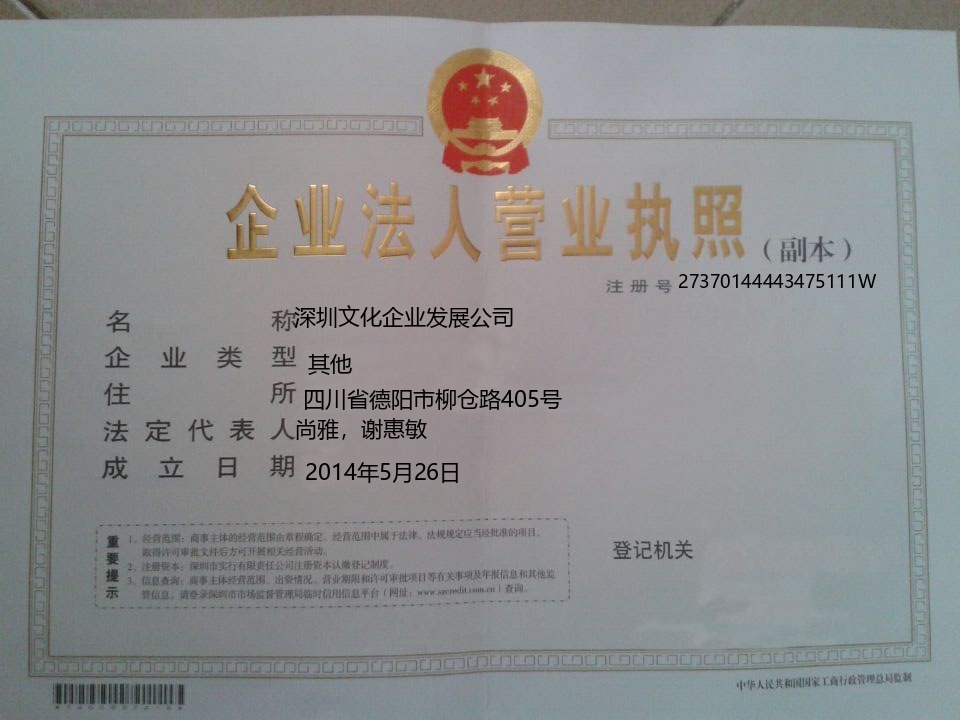 企业法人营业执照
（副本）
注册号 27370144443475111W
名称 深圳文化企业发展公司
企业类型 其他
住所 四川省德阳市柳仓路405号
法定代表人 尚雅，谢惠敏
成立日期 2014年5月26日
重要提示
1、经营范围：商事主体的经营范围由章程确定。经营范围中属于法律、法规规定应当经批准的项目，
取得许可审批文件后方可开展相关经营活动。
2、注册资本：深圳市实行有限责任公司注册资本认缴登记制度。
3、信息查询：商事主体经营范围、出资情况、营业期限和许可审批项目等有关事项及年报信息和其他监
管信息，请登录深圳市市场监督管理局临时信用信息平台（网址：www.szcredit.com.cn）查询。
登记机关
中华人民共和国国家工商行政管理总局监制